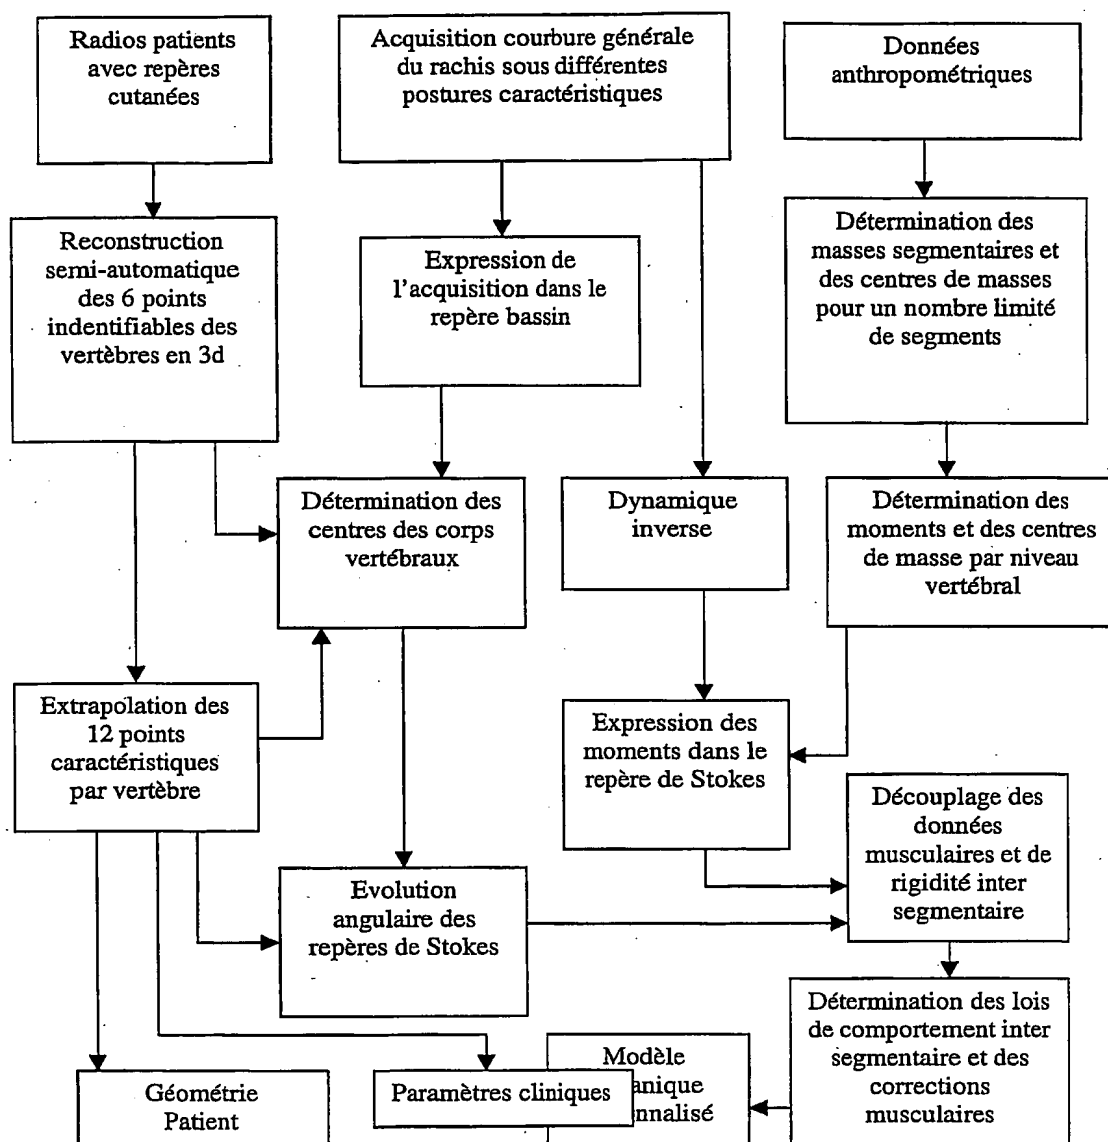 Radios patients
avec repères
cutanées
Acquisition courbure générale
du rachis sous différentes
postures caractéristiques
Données
anthropométriques
Reconstruction
semi-automatique
des 6 points
indentifiables des
vertèbres en 3d
Expression de
l'acquisition dans le
repère bassin
Détermination des
masses segmentaires et
des centres de masses
pour un nombre limité
de segments
Détermination des
centres des corps
vertébraux
Dynamique
inverse
Détermination des
moments et des centres
de masse par niveau
vertébral
Extrapolation des
12 points
caractéristiques
par vertèbre
Expression des
moments dans le
repère de Stokes
Découplage des
données
musculaires et de
rigidité inter
segmentaire
Evolution
angulaire des
repères de Stokes
Détermination des lois
de comportement inter
segmentaire et des
corrections
musculaires
Géométrie
Patient
Paramètres cliniques
Modèle
anique
nnalisé